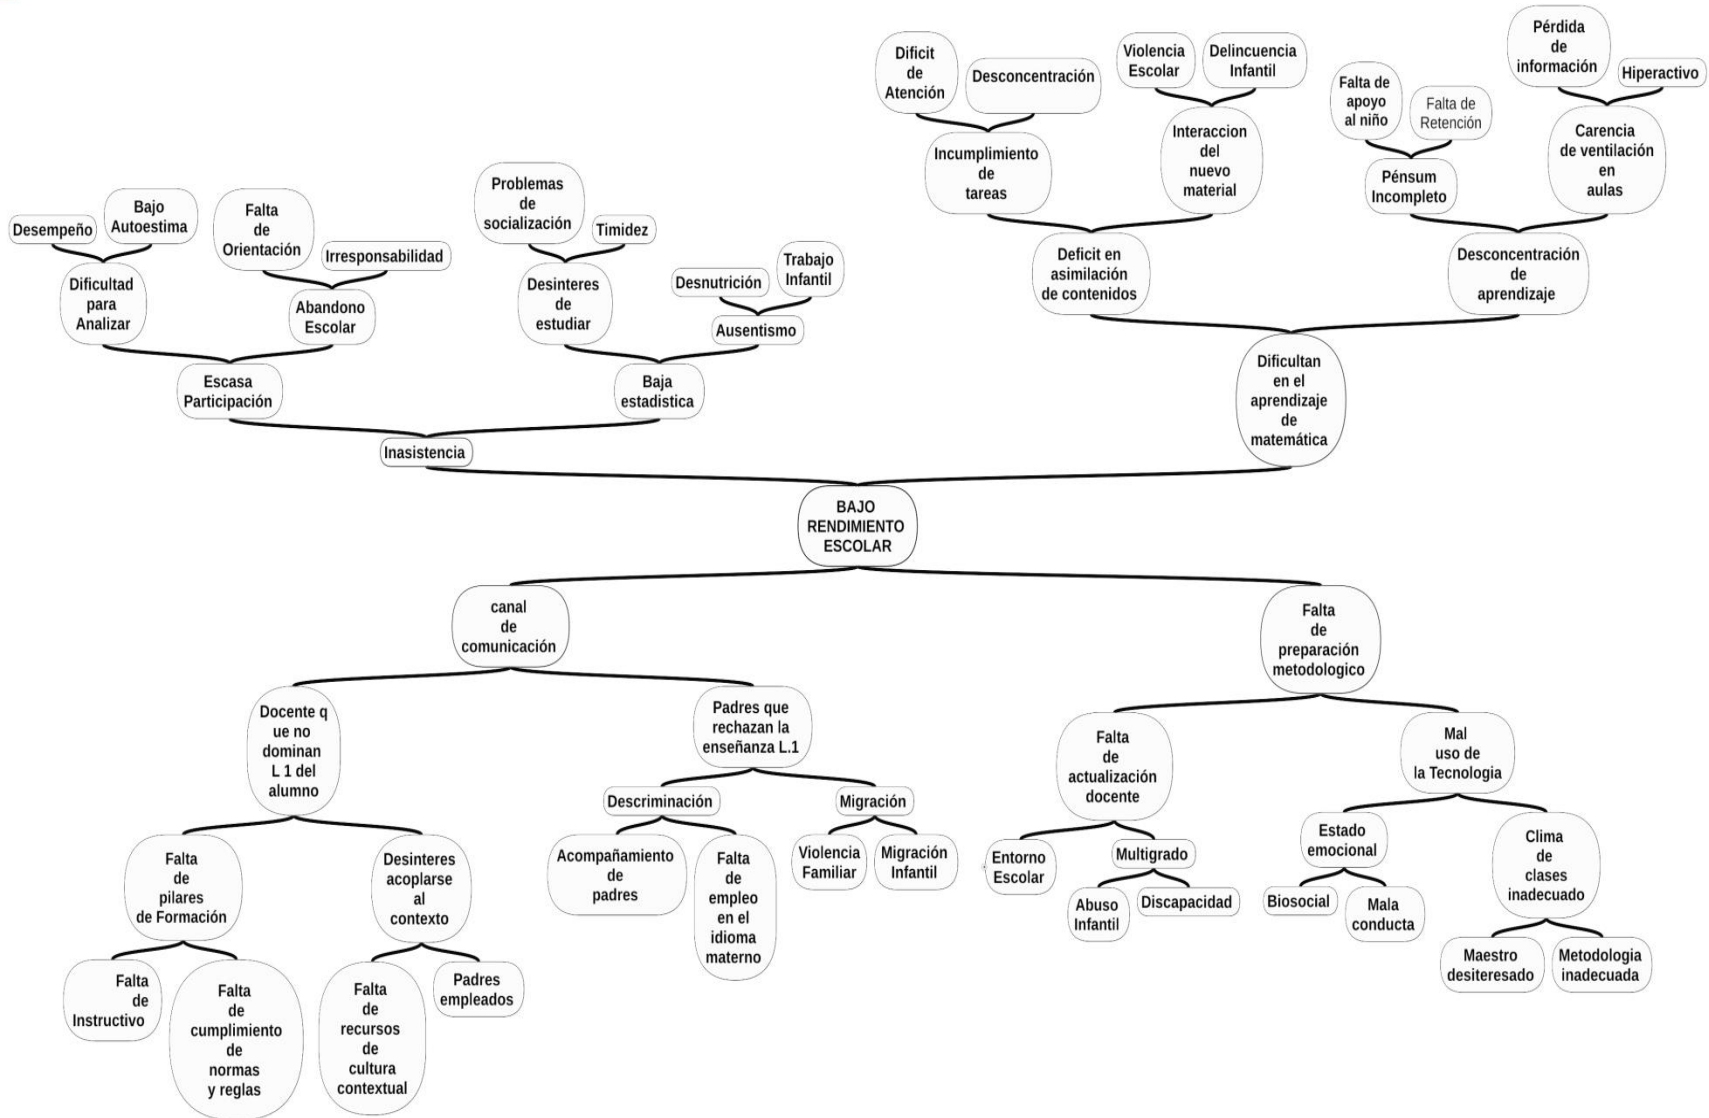 Pérdida
de
información
Hiperactivo
Dificit
de
Atención
Desconcentración
Violencia
Escolar
Delincuencia
Infantil
Falta de
apoyo
al niño
Falta de
Retención
Incumplimiento
de
tareas
Interaccion
del
nuevo
material
Pénsum
Incompleto
Carencia
de ventilación
en
aulas
Desempeño
Bajo
Autoestima
Falta
de
Orientación
Irresponsabilidad
Problemas
de
socialización
Timidez
Desnutrición
Trabajo
Infantil
Deficit en
asimilación
de contenidos
Desconcentración
de
aprendizaje
Dificultad
para
Analizar
Abandono
Escolar
Desinteres
de
estudiar
Ausentismo
Escasa
Participación
Baja
estadistica
Dificultan
en el
aprendizaje
de
matemática
Inasistencia
BAJO
RENDIMIENTO
ESCOLAR
canal
de
comunicación
Falta
de
preparación
metodologico
Docente q
ue no
dominan
L 1 del
alumno
Padres que
rechazan la
enseñanza L.1
Falta
de
actualización
docente
Mal
uso de
la Tecnologia
Descriminación
Migración
Falta
de
pilares
de Formación
Desinteres
acoplarse
al
contexto
Acompañamiento
de
padres
Falta
de
empleo
en el
idioma
materno
Violencia
Familiar
Migración
Infantil
Entorno
Escolar
Multigrado
Estado
emocional
Clima
de
clases
inadecuado
Abuso
Infantil
Discapacidad
Biosocial
Mala
conducta
Maestro
desiteresado
Metodologia
inadecuada
Falta
de
Instructivo
Falta
de
cumplimiento
de
normas
y reglas
Falta
de
recursos
de
cultura
contextual
Padres
empleados